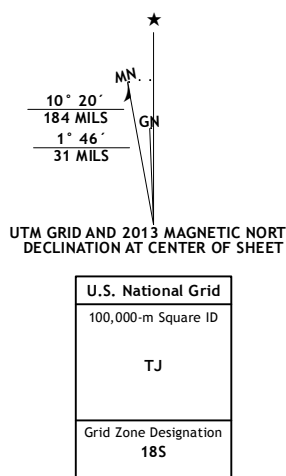 MN
10° 20´
184 MILS
GN
1° 46´
31 MILS
UTM GRID AND 2013 MAGNETIC NORT
DECLINATION AT CENTER OF SHEET
U.S. National Grid
100,000-m Square ID
TJ
Grid Zone Designation
18S